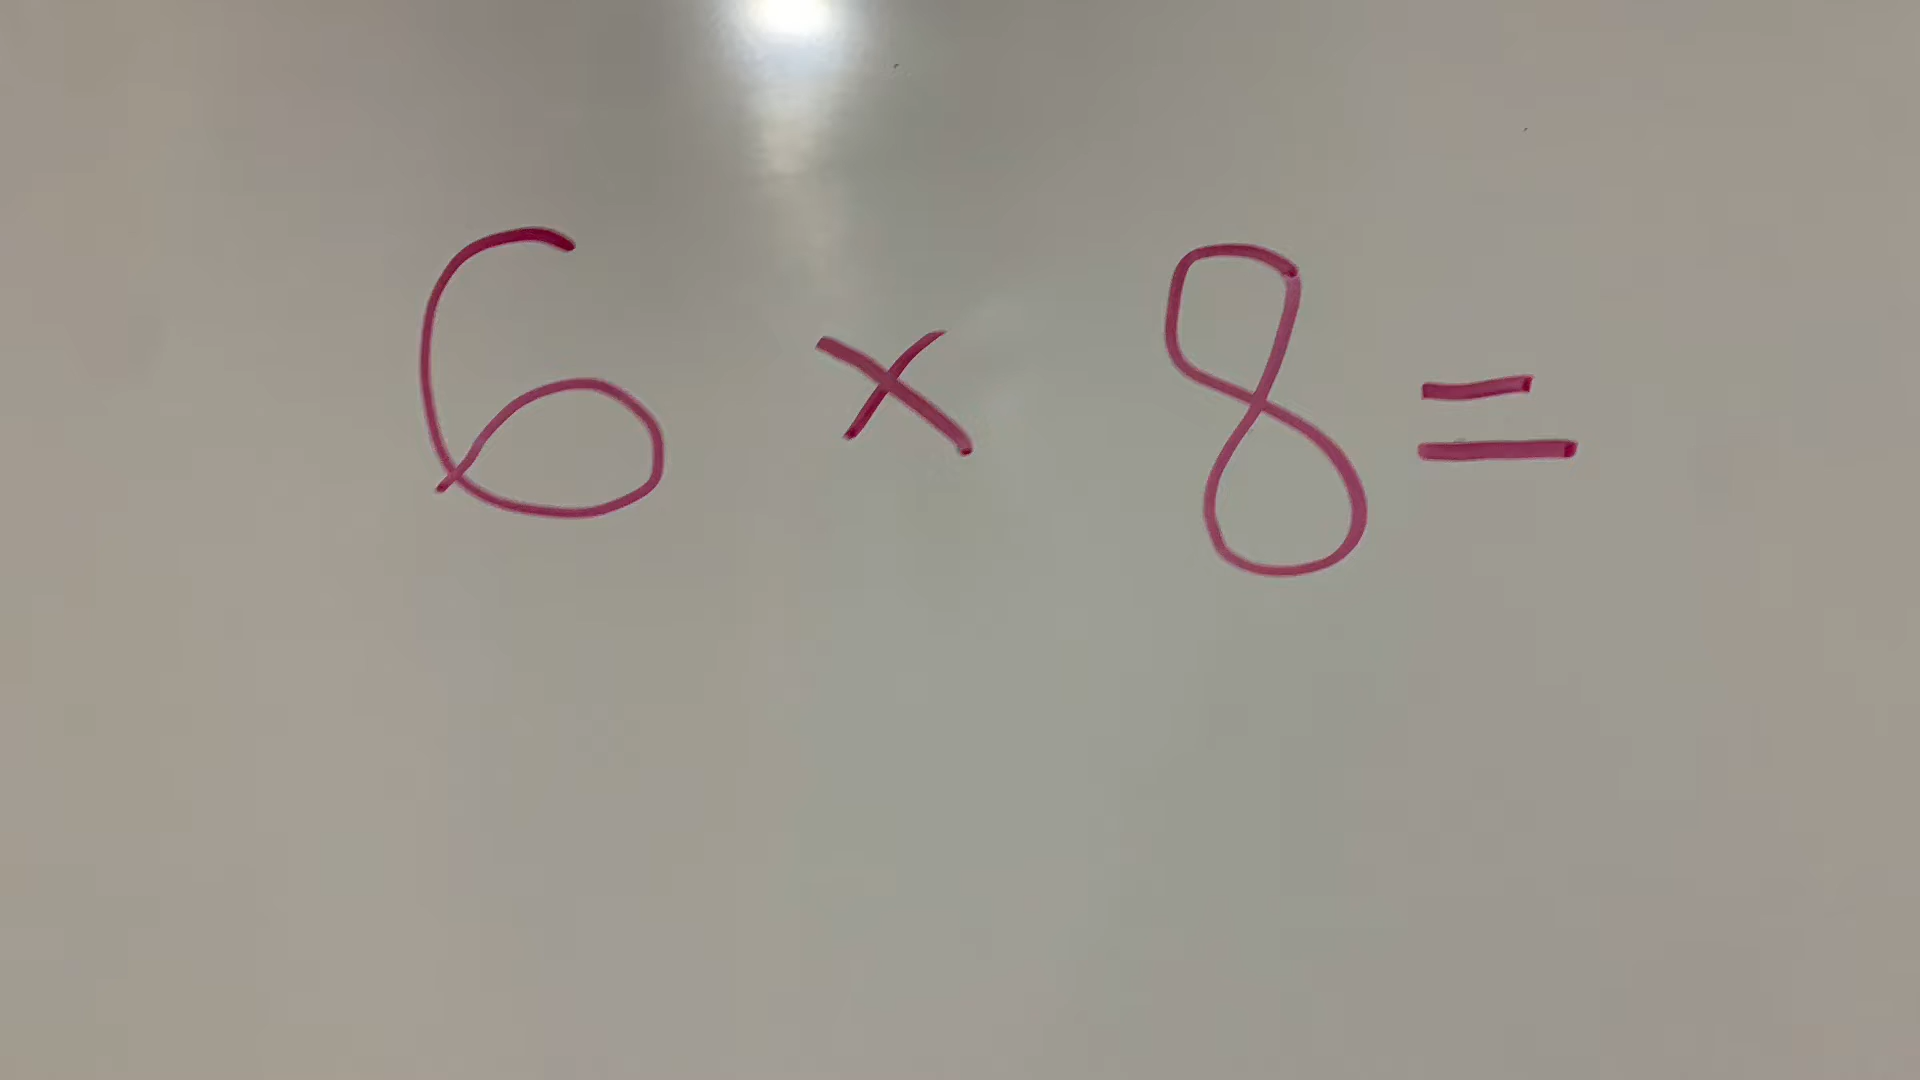 6 × 8 =